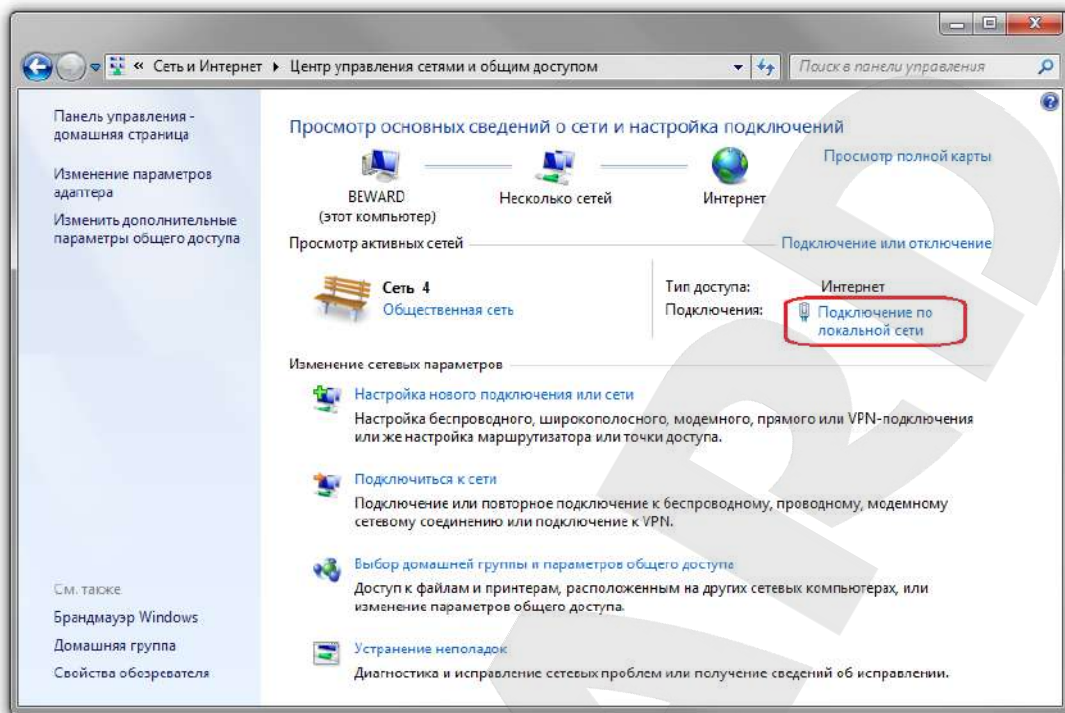 « Сеть и Интернет ▸ Центр управления сетями и общим доступом
Поиск в панели управления
Панель управления -
домашняя страница
Изменение параметров
адаптера
Изменить дополнительные
параметры общего доступа
См. также
Брандмауэр Windows
Домашняя группа
Свойства обозревателя
Просмотр основных сведений о сети и настройка подключений
BEWARD
(этот компьютер)
Несколько сетей
Интернет
Просмотр полной карты
Просмотр активных сетей
Подключение или отключение
Сеть 4
Общественная сеть
Тип доступа: Интернет
Подключения: Подключение по
локальной сети
Изменение сетевых параметров
Настройка нового подключения или сети
Настройка беспроводного, широкополосного, модемного, прямого или VPN-подключения
или же настройка маршрутизатора или точки доступа.
Подключиться к сети
Подключение или повторное подключение к беспроводному, проводному, модемному
сетевому соединению или подключение к VPN.
Выбор домашней группы и параметров общего доступа
Доступ к файлам и принтерам, расположенным на других сетевых компьютерах, или
изменение параметров общего доступа.
Устранение неполадок
Диагностика и исправление сетевых проблем или получение сведений об исправлении.